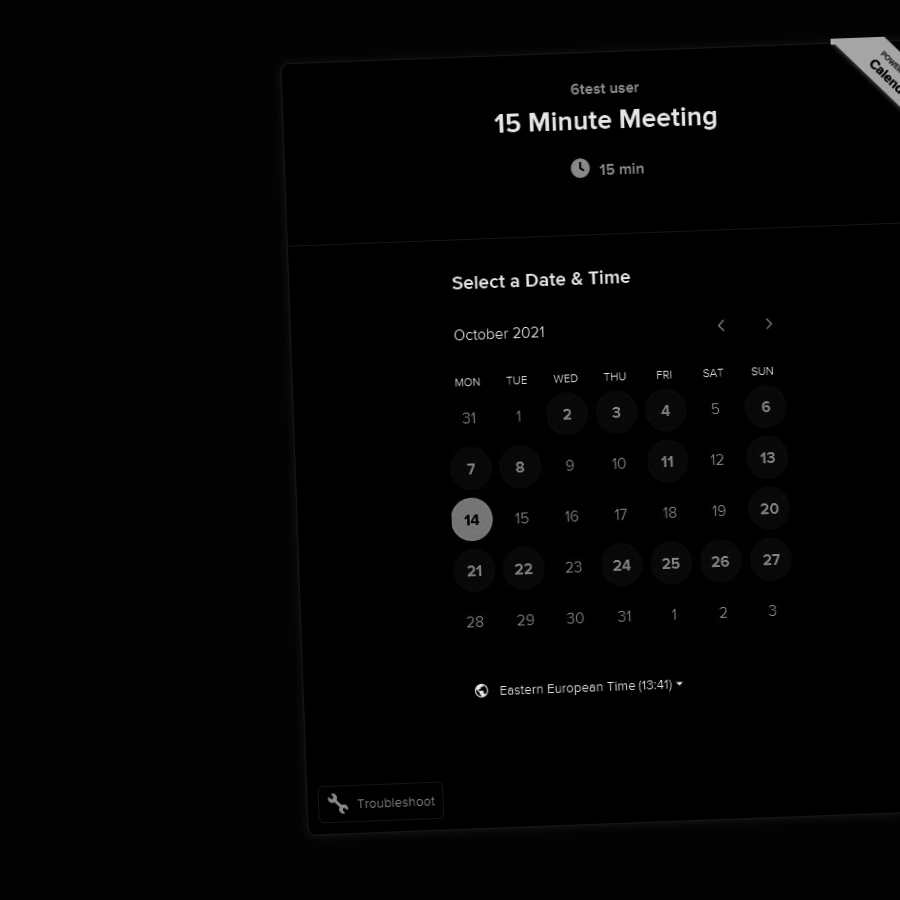 6test user
15 Minute Meeting
15 min
Select a Date & Time
October 2021
MON TUE WED THU FRI SAT SUN
31 1 2 3 4 5 6
7 8 9 10 11 12 13
14 15 16 17 18 19 20
21 22 23 24 25 26 27
28 29 30 31 1 2 3
Eastern European Time (13:41)
Troubleshoot